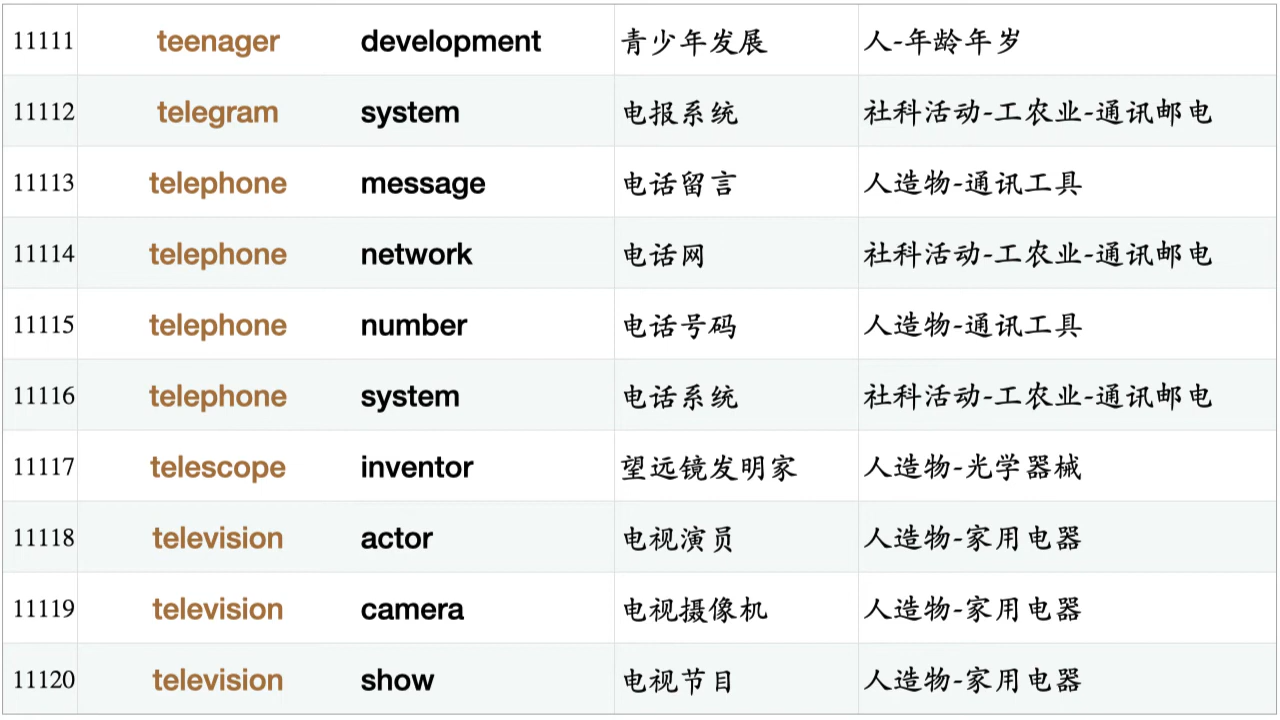 11111 teenager development 青少年发展 人-年龄年岁
11112 telegram system 电报系统 社科活动-工农业-通讯邮电
11113 telephone message 电话留言 人造物-通讯工具
11114 telephone network 电话网 社科活动-工农业-通讯邮电
11115 telephone number 电话号码 人造物-通讯工具
11116 telephone system 电话系统 社科活动-工农业-通讯邮电
11117 telescope inventor 望远镜发明家 人造物-光学器械
11118 television actor 电视演员 人造物-家用电器
11119 television camera 电视摄像机 人造物-家用电器
11120 television show 电视节目 人造物-家用电器